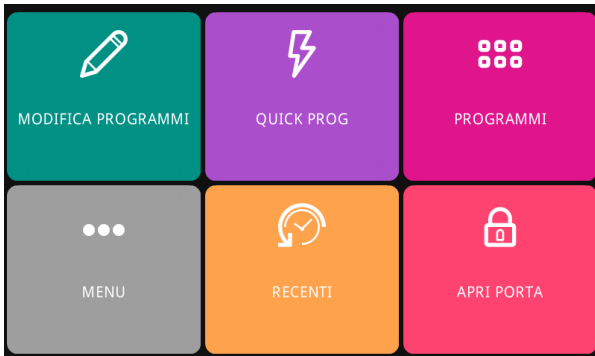 MODIFICA PROGRAMMI
QUICK PROG
PROGRAMMI
MENU
RECENTI
APRI PORTA